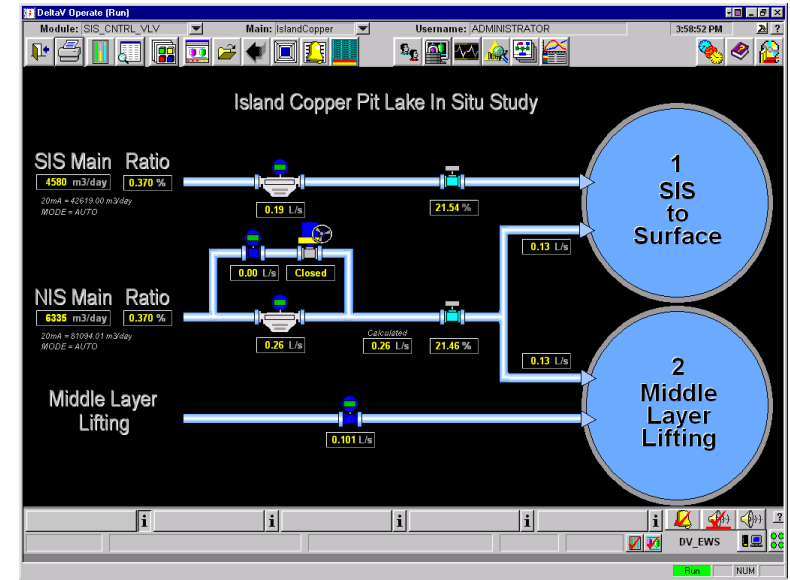 DeltaV Operate (Run)
Module: SIS_CNTRL_VLV Main: IslandCopper Username: ADMINISTRATOR 3:58:52 PM ?
Island Copper Pit Lake In Situ Study
SIS Main Ratio
4580 m3/day 0.370 %
20mA = 42619.00 m3/day
MODE = AUTO
0.19 L/s
21.54 %
1
SIS
to
Surface
0.13 L/s
0.00 L/s Closed
NIS Main Ratio
6335 m3/day 0.370 %
20mA = 81094.01 m3/day
MODE = AUTO
0.26 L/s
Calculated
0.26 L/s 21.46 %
0.13 L/s
2
Middle
Layer
Lifting
Middle Layer
Lifting
0.101 L/s
i i i i i ?
DV_EWS
Run NUM